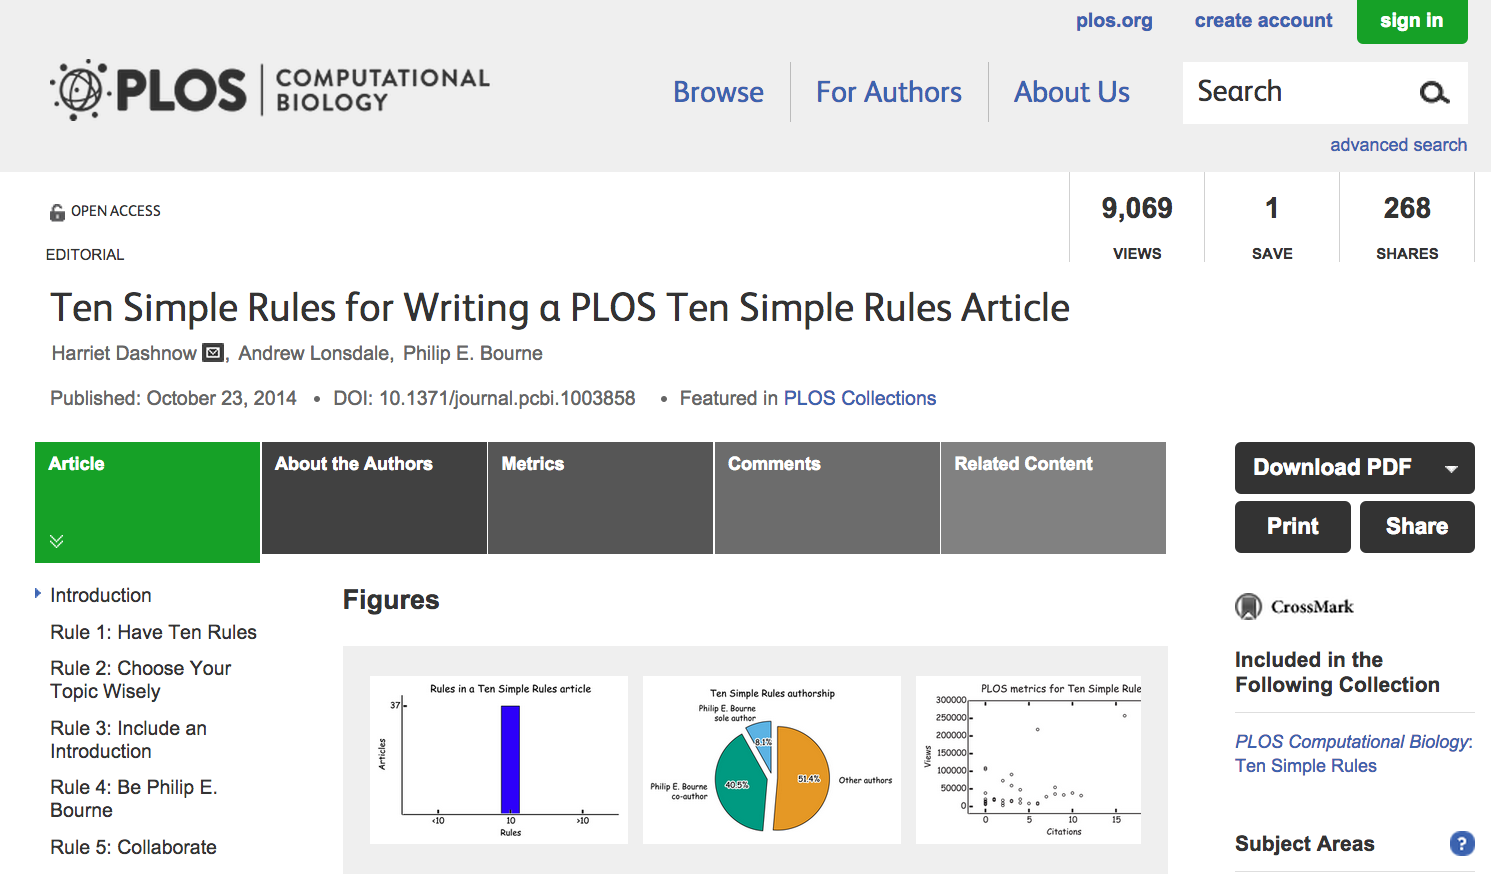 plos.org create account sign in
PLOS COMPUTATIONAL
BIOLOGY
Browse For Authors About Us Search
advanced search
OPEN ACCESS
9,069 1 268
VIEWS SAVE SHARES
EDITORIAL
Ten Simple Rules for Writing a PLOS Ten Simple Rules Article
Harriet Dashnow, Andrew Lonsdale, Philip E. Bourne
Published: October 23, 2014 • DOI: 10.1371/journal.pcbi.1003858 • Featured in PLOS Collections
Article
About the Authors
Metrics
Comments
Related Content
Download PDF
Print Share
Introduction
Rule 1: Have Ten Rules
Rule 2: Choose Your
Topic Wisely
Rule 3: Include an
Introduction
Rule 4: Be Philip E.
Bourne
Rule 5: Collaborate
Figures
Rules in a Ten Simple Rules article
37
Articles
<10 10 >10
Rules
Ten Simple Rules authorship
Philip E. Bourne
sole author
8.1%
Philip E. Bourne
co-author
40.5%
51.4%
Other authors
PLOS metrics for Ten Simple Rule
300000
250000
200000
150000
100000
50000
0
Views
0 5 10 15
Citations
CrossMark
Included in the
Following Collection
PLOS Computational Biology:
Ten Simple Rules
Subject Areas ?